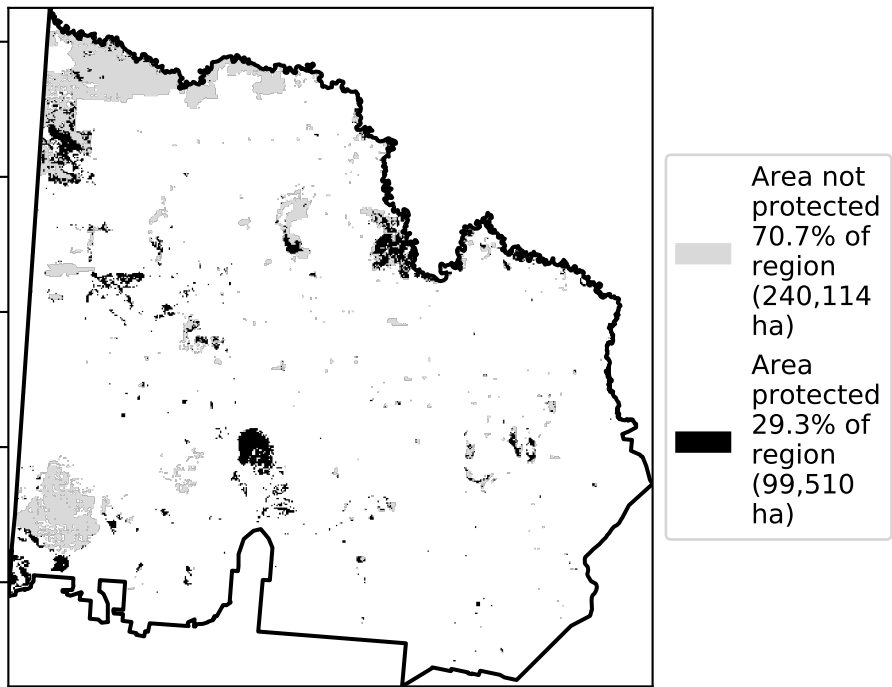 Area not
protected
70.7% of
region
(240,114
ha)
Area
protected
29.3% of
region
(99,510
ha)